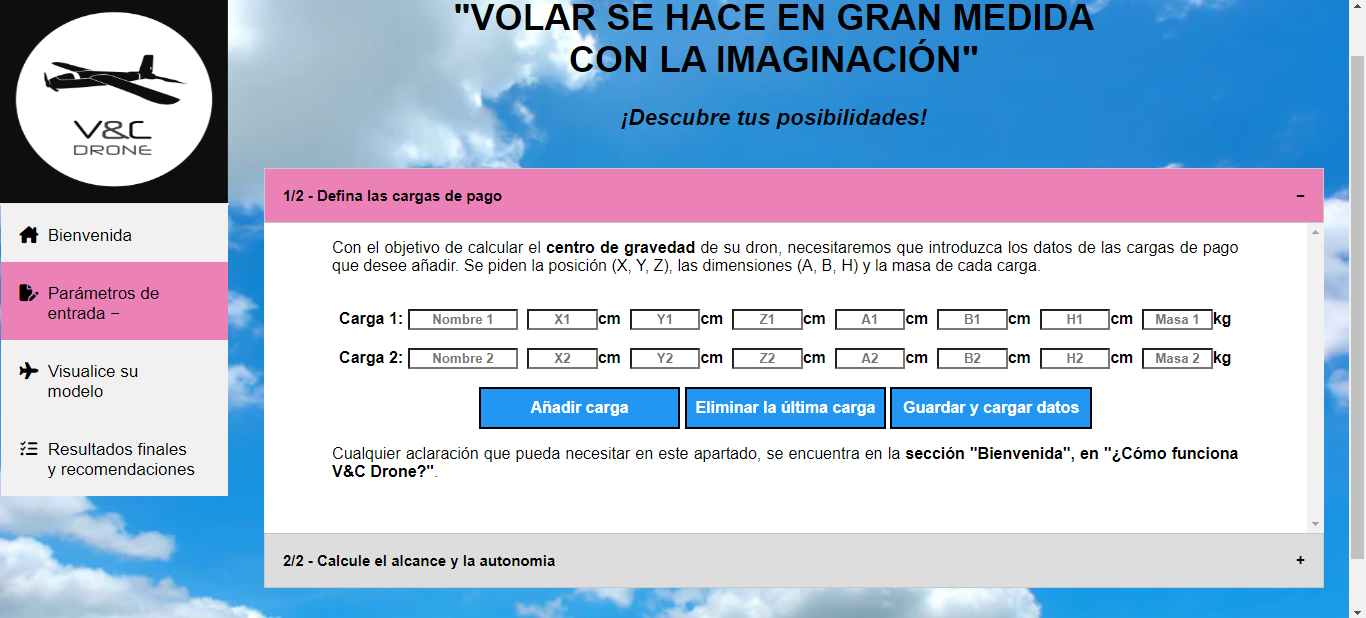 "VOLAR SE HACE EN GRAN MEDIDA
CON LA IMAGINACIÓN"
¡Descubre tus posibilidades!
V&C
DRONE
Bienvenida
Parámetros de
entrada −
Visualice su
modelo
Resultados finales
y recomendaciones
1/2 - Defina las cargas de pago −
Con el objetivo de calcular el centro de gravedad de su dron, necesitaremos que introduzca los datos de las cargas de pago
que desee añadir. Se piden la posición (X, Y, Z), las dimensiones (A, B, H) y la masa de cada carga.
Carga 1: Nombre 1 X1 cm Y1 cm Z1 cm A1 cm B1 cm H1 cm Masa 1 kg
Carga 2: Nombre 2 X2 cm Y2 cm Z2 cm A2 cm B2 cm H2 cm Masa 2 kg
Añadir carga Eliminar la última carga Guardar y cargar datos
Cualquier aclaración que pueda necesitar en este apartado, se encuentra en la sección "Bienvenida", en "¿Cómo funciona
V&C Drone?".
2/2 - Calcule el alcance y la autonomia +